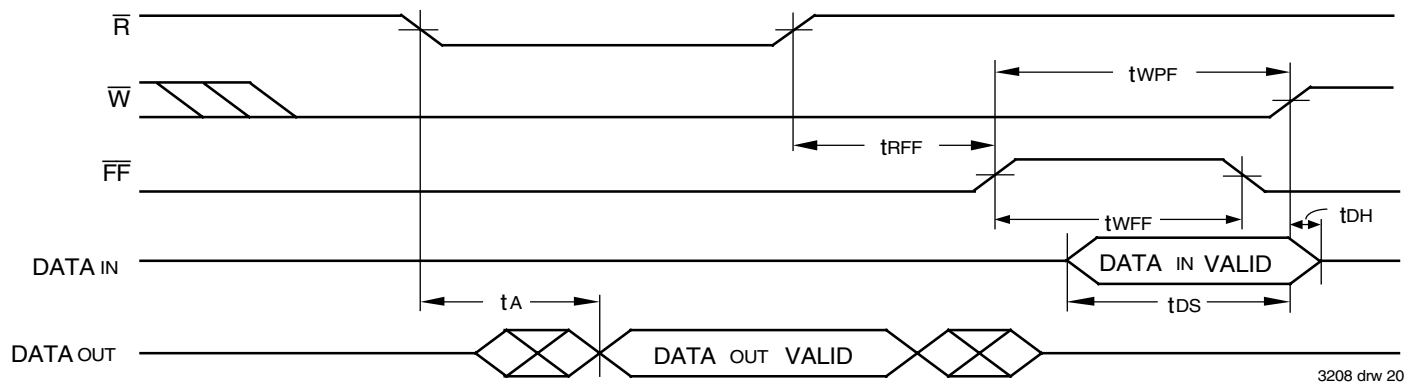 R̅
tWPF
W̅
tRFF
F̅F̅
tWFF
tDH
DATA IN
DATA IN VALID
tA
tDS
DATA OUT
DATA OUT VALID
3208 drw 20